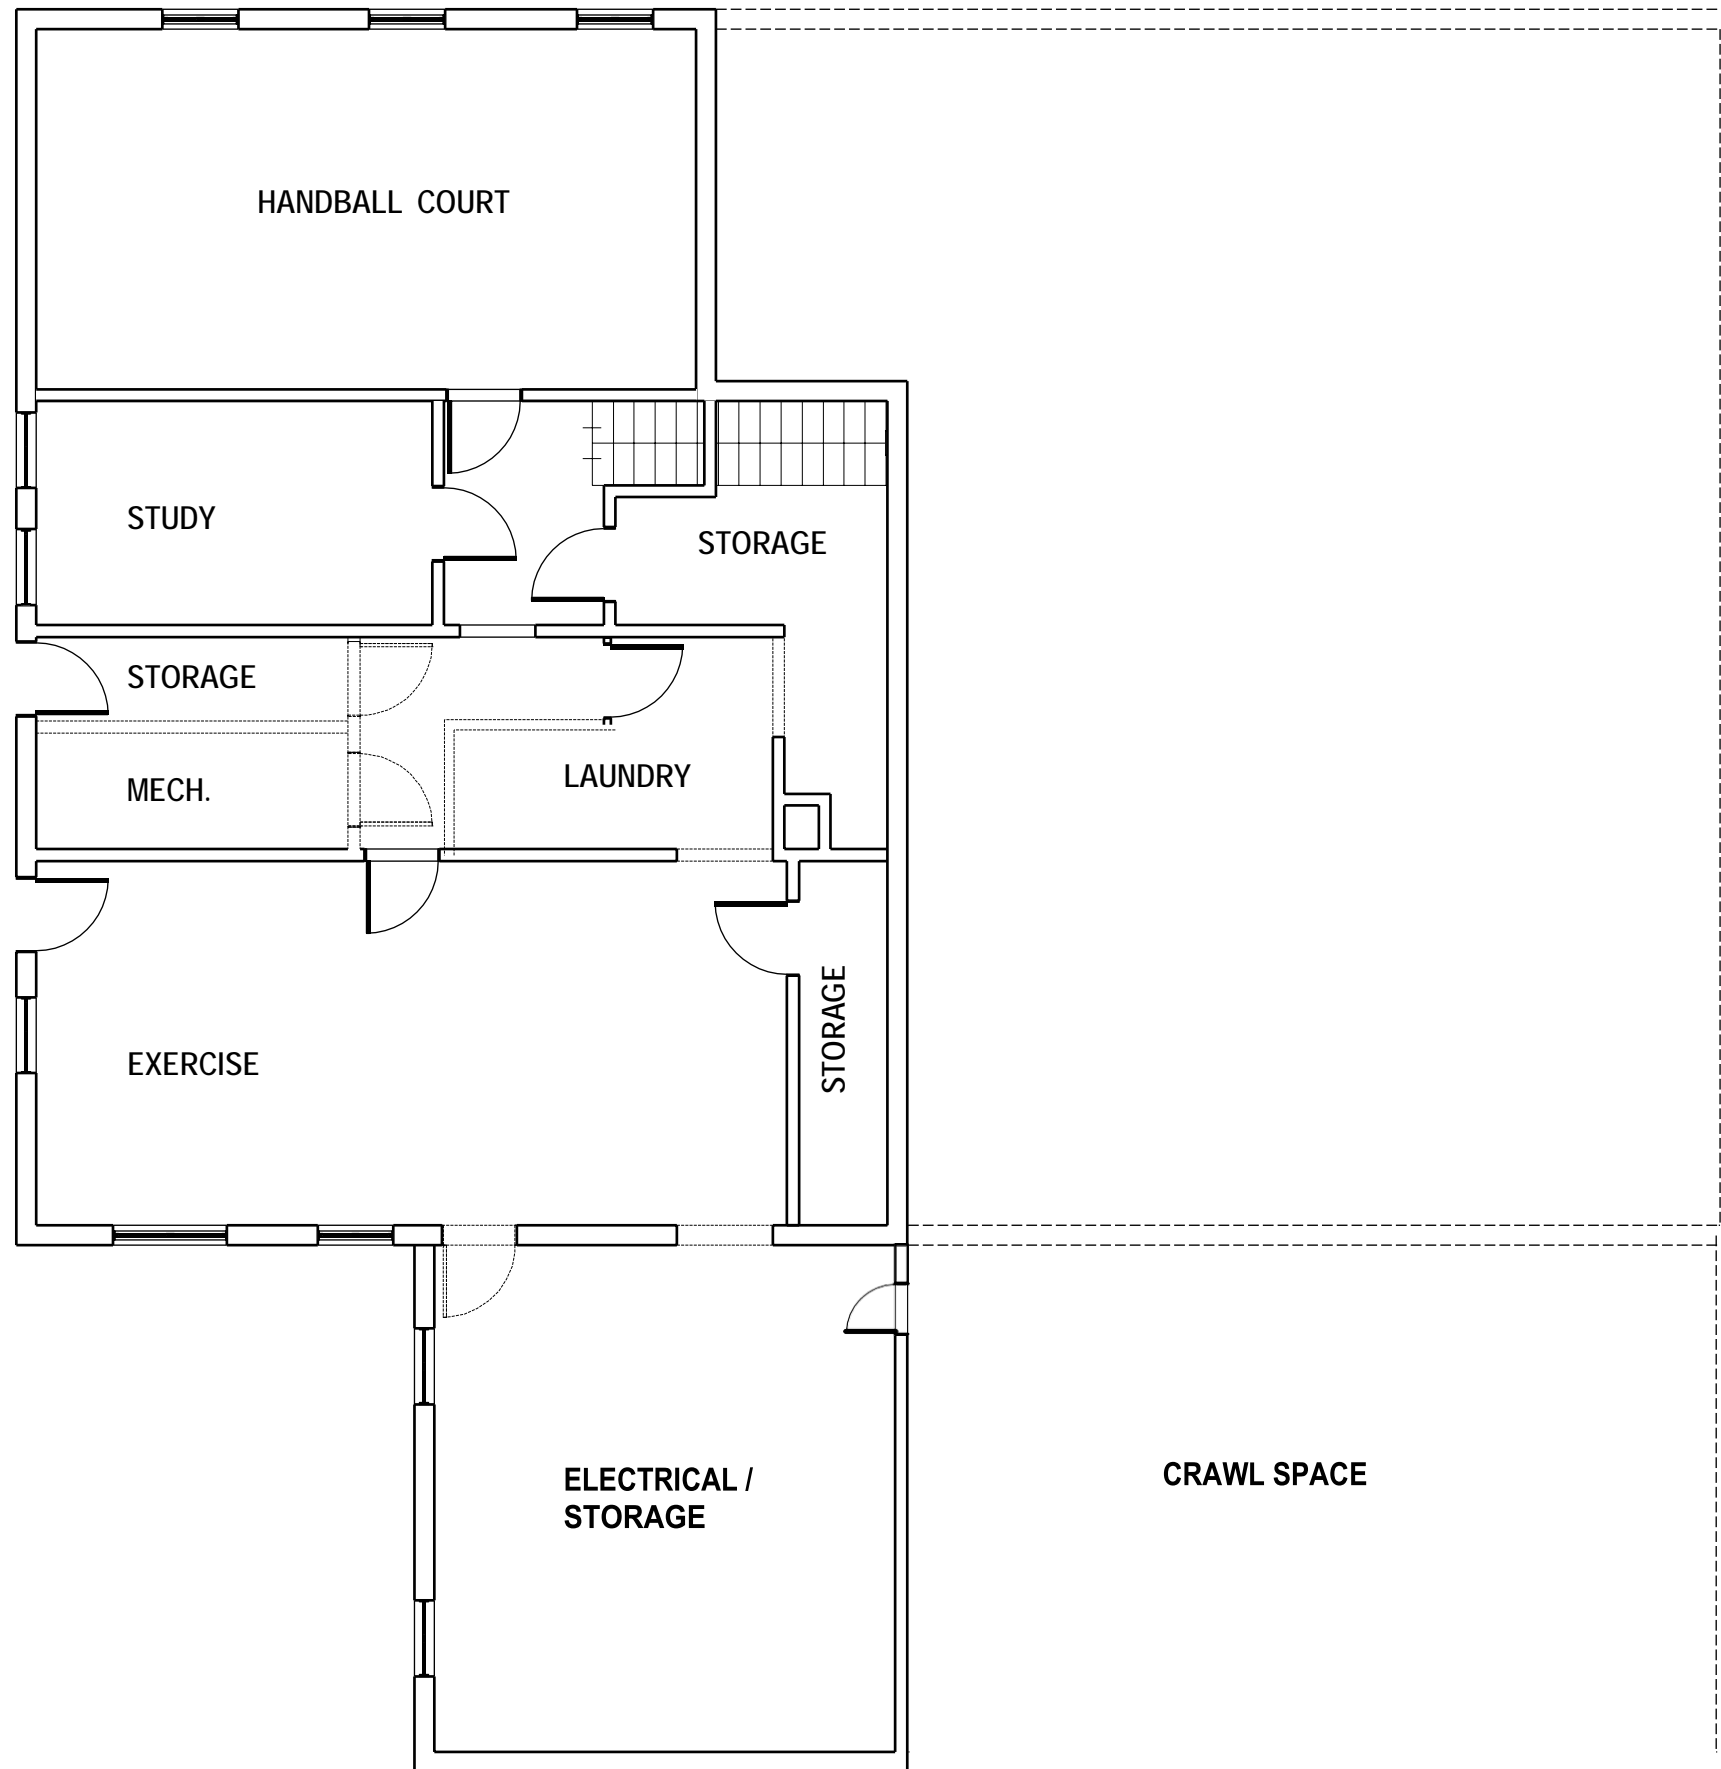 HANDBALL COURT
STUDY
STORAGE
STORAGE
MECH.
LAUNDRY
EXERCISE
STORAGE
ELECTRICAL /
STORAGE
CRAWL SPACE